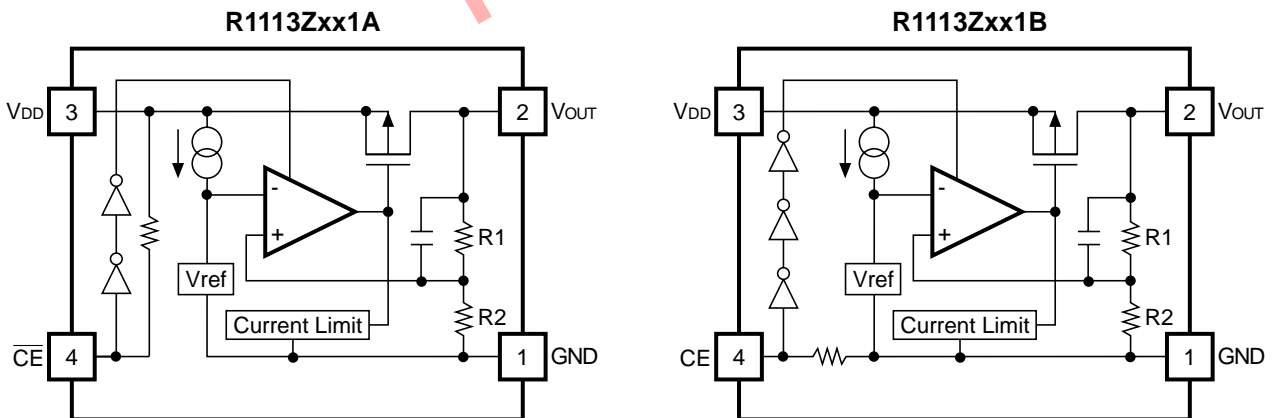 R1113Zxx1A
VDD 3
2 VOUT
-
+
R1
Vref
R2
Current Limit
C̅E̅ 4
1 GND
R1113Zxx1B
VDD 3
2 VOUT
-
+
R1
Vref
R2
Current Limit
CE 4
1 GND